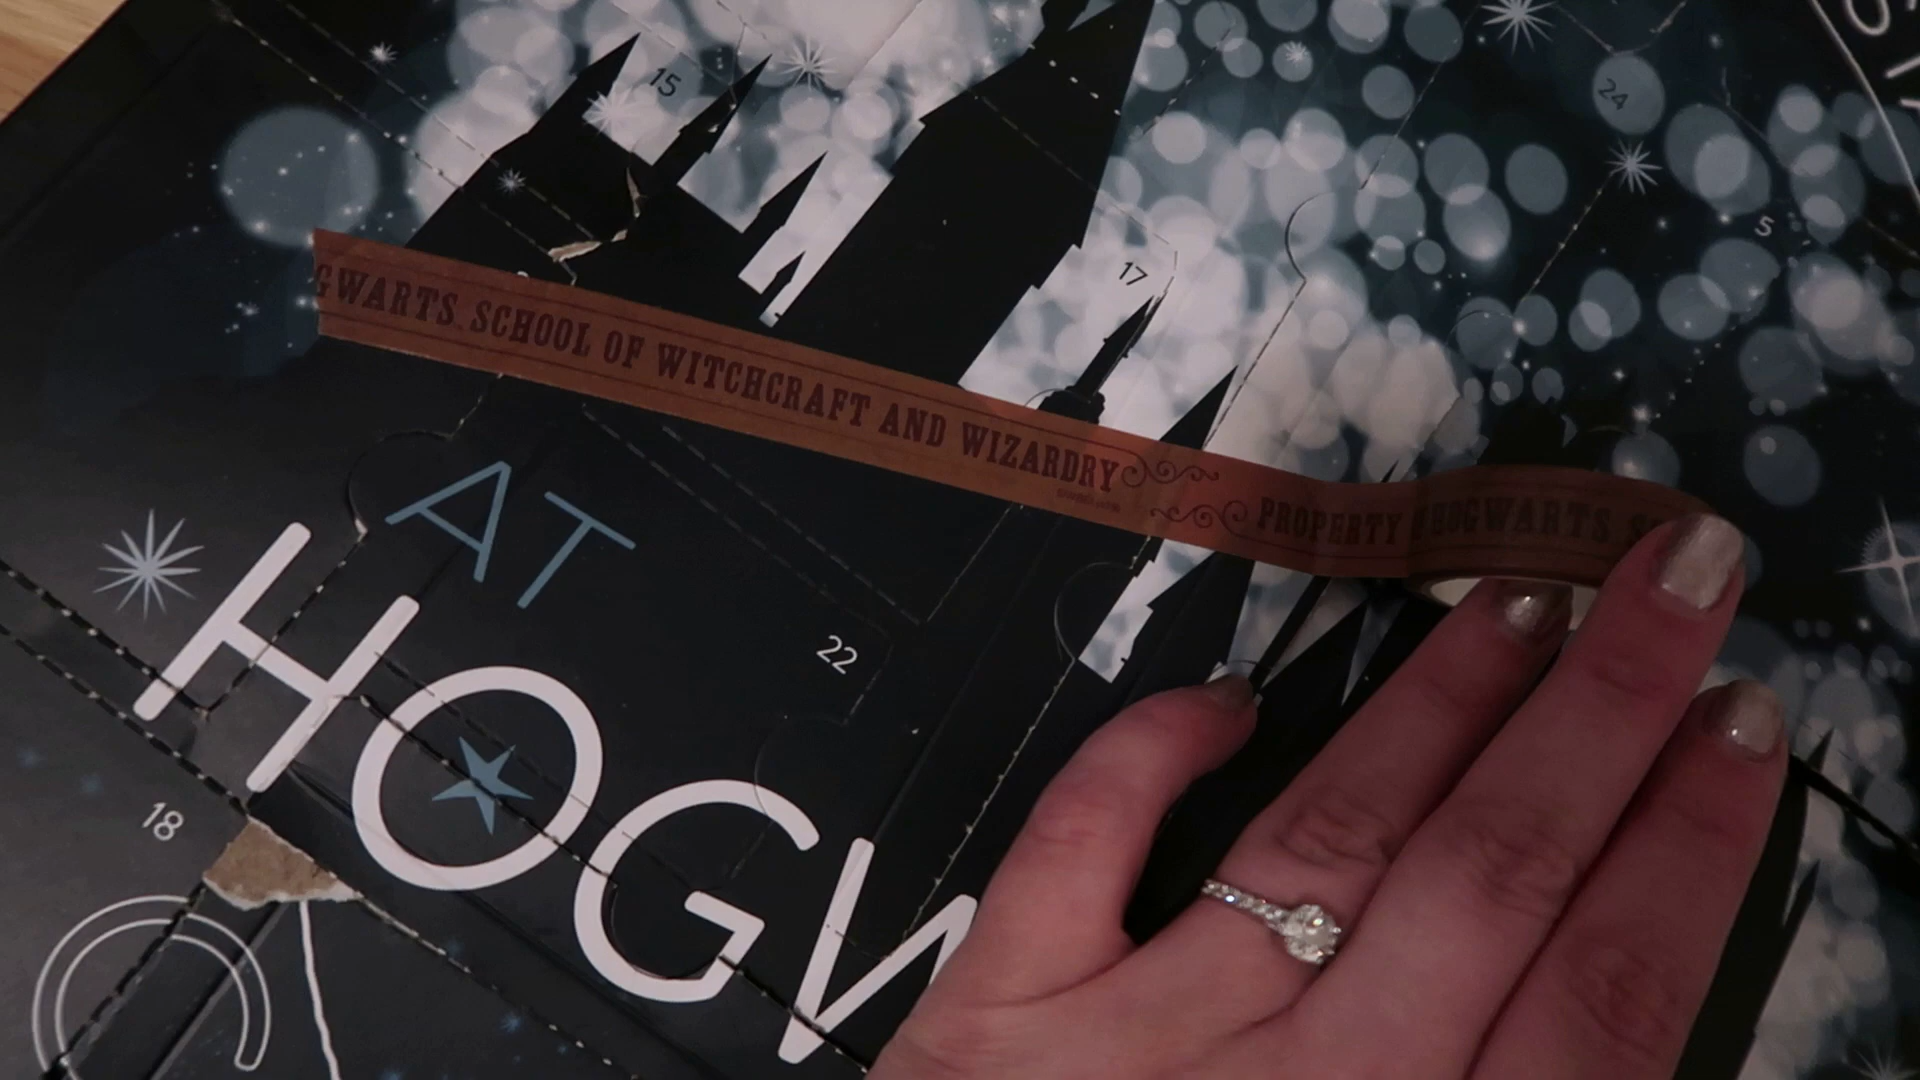 15
24
5
17
GWARTS SCHOOL OF WITCHCRAFT AND WIZARDRY
PROPERTY HOGWARTS
AT
HOGW
22
18